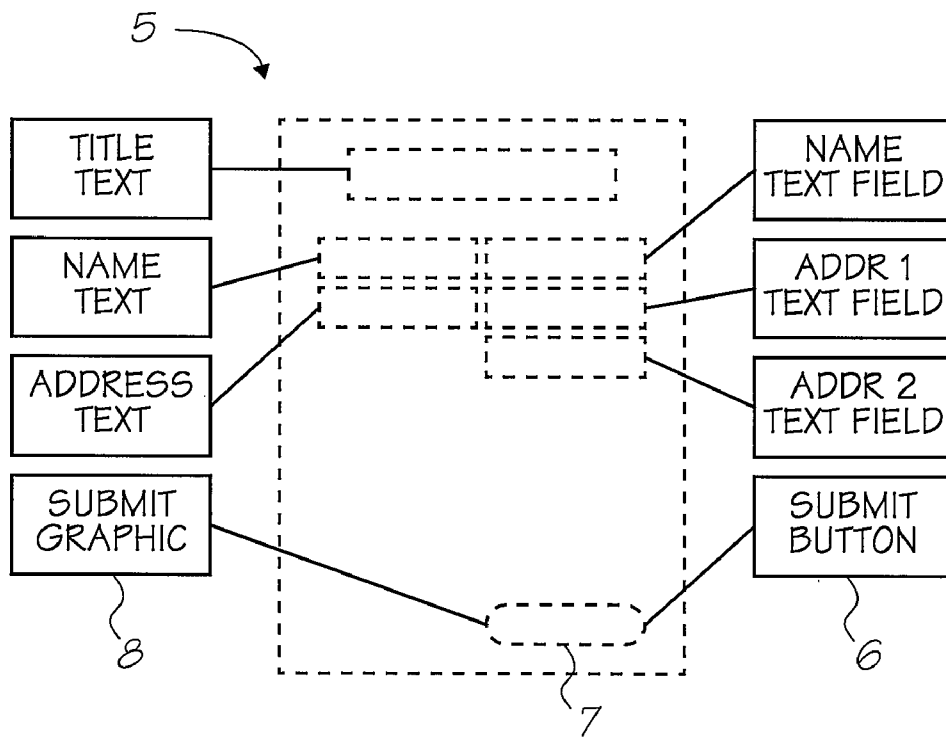 5
TITLE
TEXT
NAME
TEXT FIELD
NAME
TEXT
ADDR 1
TEXT FIELD
ADDRESS
TEXT
ADDR 2
TEXT FIELD
SUBMIT
GRAPHIC
SUBMIT
BUTTON
8
7
6